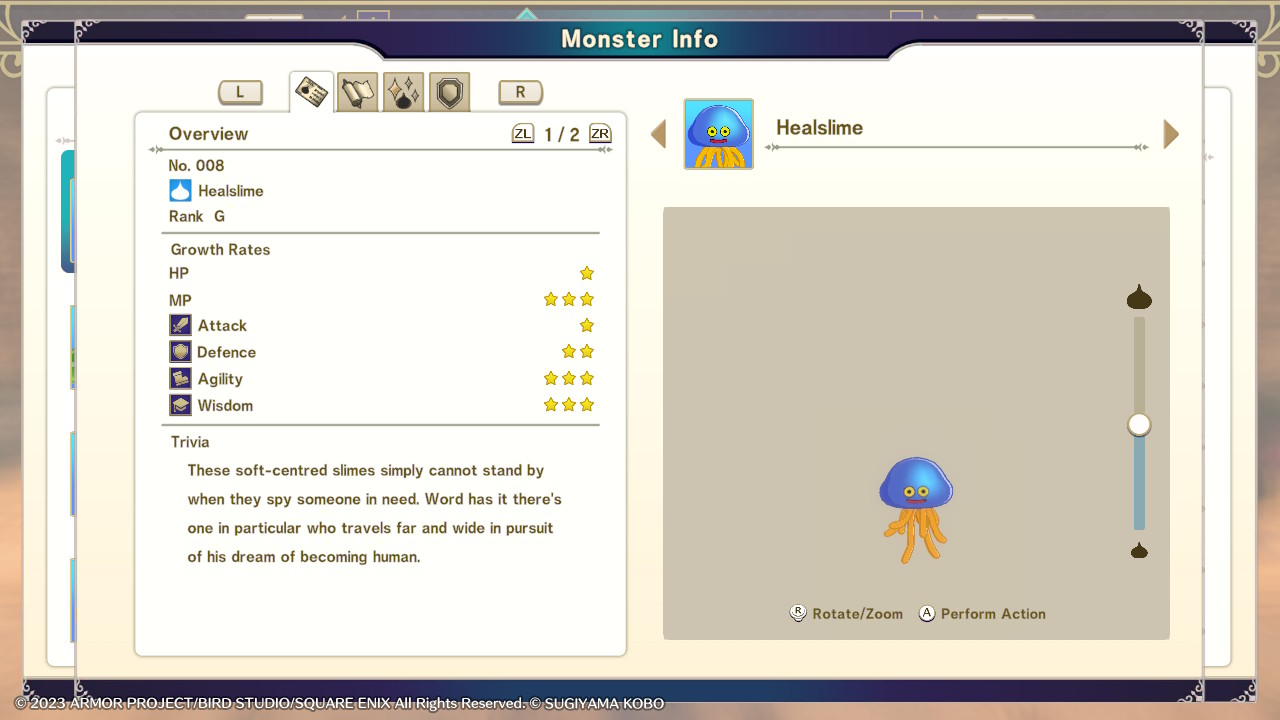 Monster Info
L
R
Overview
ZL 1 / 2 ZR
No. 008
Healslime
Rank G
Growth Rates
HP
MP
Attack
Defence
Agility
Wisdom
Trivia
These soft-centred slimes simply cannot stand by
when they spy someone in need. Word has it there's
one in particular who travels far and wide in pursuit
of his dream of becoming human.
Healslime
R Rotate/Zoom A Perform Action
© 2023 ARMOR PROJECT/BIRD STUDIO/SQUARE ENIX All Rights Reserved. © SUGIYAMA KOBO